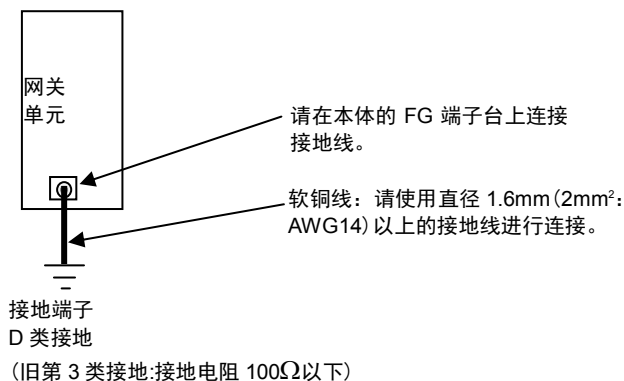 网关
单元
请在本体的 FG 端子台上连接
接地线。
软铜线：请使用直径 1.6mm（2mm²：
AWG14）以上的接地线进行连接。
接地端子
D 类接地
（旧第 3 类接地:接地电阻 100Ω以下）